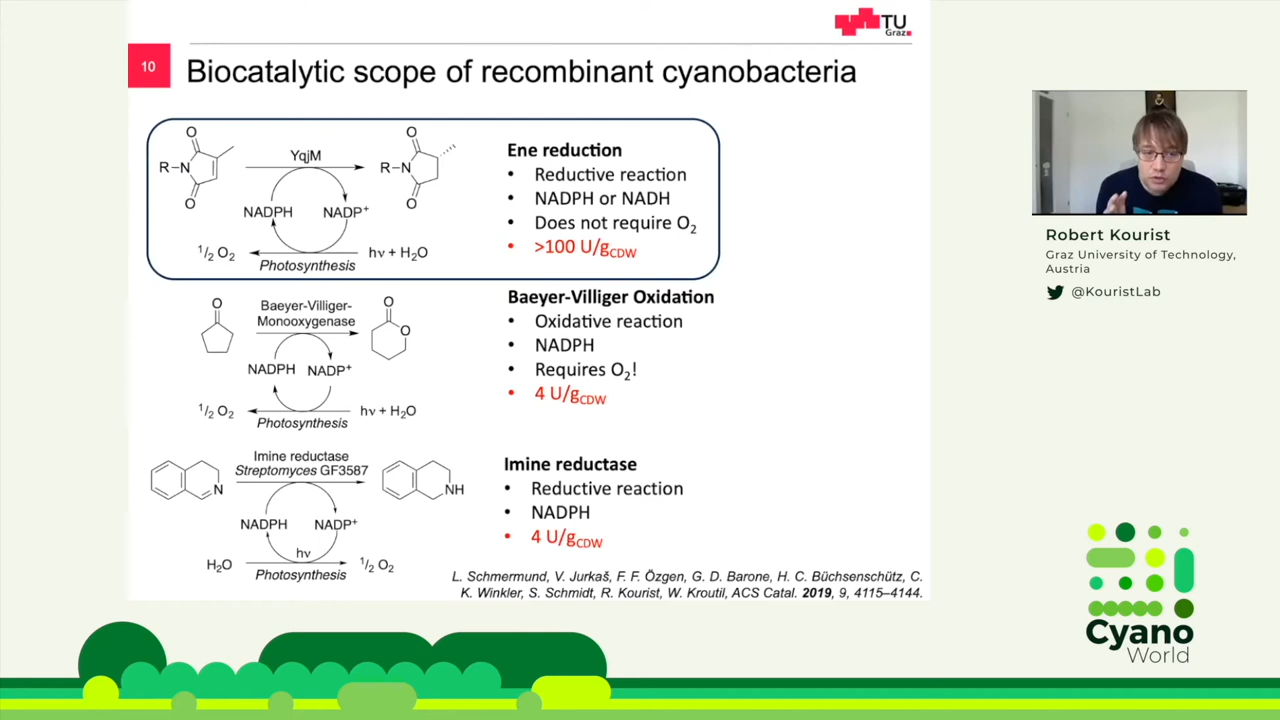 TU
Graz
10
Biocatalytic scope of recombinant cyanobacteria
O
R
N
O
YqjM
O
R
N
O
NADPH
NADP⁺
¹/₂ O₂
hν + H₂O
Photosynthesis
Ene reduction
• Reductive reaction
• NADPH or NADH
• Does not require O₂
• >100 U/gCDW
O
Baeyer-Villiger-
Monooxygenase
O
O
NADPH
NADP⁺
¹/₂ O₂
hν + H₂O
Photosynthesis
Baeyer-Villiger Oxidation
• Oxidative reaction
• NADPH
• Requires O₂!
• 4 U/gCDW
Imine reductase
Streptomyces GF3587
N
NH
NADPH
NADP⁺
hν
H₂O
¹/₂ O₂
Photosynthesis
Imine reductase
• Reductive reaction
• NADPH
• 4 U/gCDW
L. Schmermund, V. Jurkaš, F. F. Özgen, G. D. Barone, H. C. Büchsenschütz, C.
K. Winkler, S. Schmidt, R. Kourist, W. Kroutil, ACS Catal. 2019, 9, 4115–4144.
Robert Kourist
Graz University of Technology,
Austria
@KouristLab
Cyano
World